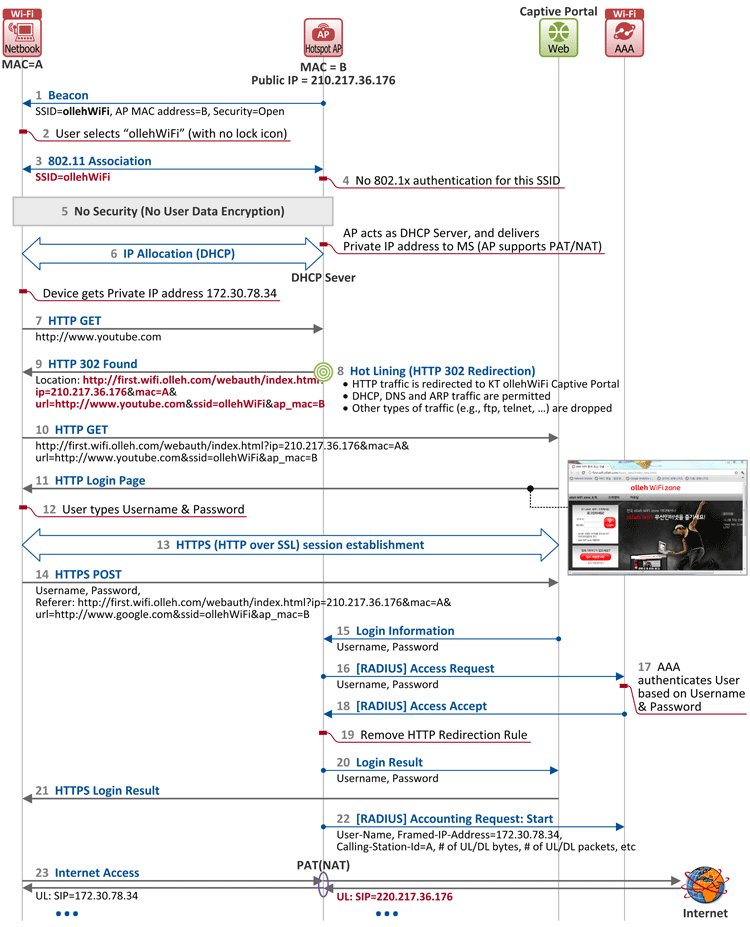 Captive Portal
Wi-Fi
Wi-Fi
AP
Netbook
Hotspot AP
Web
AAA
MAC=A
MAC = B
Public IP = 210.217.36.176
1 Beacon
SSID=ollehWiFi, AP MAC address=B, Security=Open
2 User selects “ollehWiFi” (with no lock icon)
3 802.11 Association
SSID=ollehWiFi
4 No 802.1x authentication for this SSID
5 No Security (No User Data Encryption)
AP acts as DHCP Server, and delivers
Private IP address to MS (AP supports PAT/NAT)
6 IP Allocation (DHCP)
DHCP Sever
Device gets Private IP address 172.30.78.34
7 HTTP GET
http://www.youtube.com
9 HTTP 302 Found
Location: http://first.wifi.olleh.com/webauth/index.html?
ip=210.217.36.176&mac=A&
url=http://www.youtube.com&ssid=ollehWiFi&ap_mac=B
8 Hot Lining (HTTP 302 Redirection)
• HTTP traffic is redirected to KT ollehWiFi Captive Portal
• DHCP, DNS and ARP traffic are permitted
• Other types of traffic (e.g., ftp, telnet, ...) are dropped
10 HTTP GET
http://first.wifi.olleh.com/webauth/index.html?ip=210.217.36.176&mac=A&
url=http://www.youtube.com&ssid=ollehWiFi&ap_mac=B
11 HTTP Login Page
olleh WiFi zone
12 User types Username & Password
13 HTTPS (HTTP over SSL) session establishment
14 HTTPS POST
Username, Password,
Referer: http://first.wifi.olleh.com/webauth/index.html?ip=210.217.36.176&mac=A&
url=http://www.google.com&ssid=ollehWiFi&ap_mac=B
15 Login Information
Username, Password
16 [RADIUS] Access Request
Username, Password
17 AAA
authenticates User
based on Username
& Password
18 [RADIUS] Access Accept
19 Remove HTTP Redirection Rule
20 Login Result
Username, Password
21 HTTPS Login Result
22 [RADIUS] Accounting Request: Start
User-Name, Framed-IP-Address=172.30.78.34,
Calling-Station-Id=A, # of UL/DL bytes, # of UL/DL packets, etc
PAT(NAT)
23 Internet Access
UL: SIP=172.30.78.34
UL: SIP=220.217.36.176
Internet